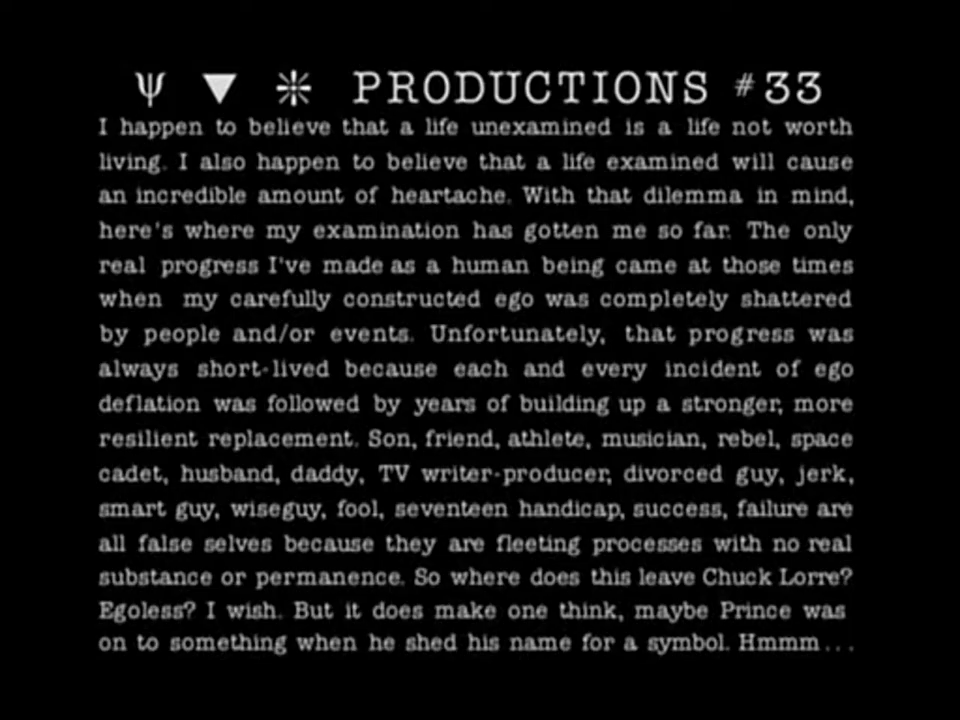 Ψ ▼ ⁜ PRODUCTIONS #33
I happen to believe that a life unexamined is a life not worth
living. I also happen to believe that a life examined will cause
an incredible amount of heartache. With that dilemma in mind,
here's where my examination has gotten me so far. The only
real progress I've made as a human being came at those times
when my carefully constructed ego was completely shattered
by people and/or events. Unfortunately, that progress was
always short-lived because each and every incident of ego
deflation was followed by years of building up a stronger, more
resilient replacement. Son, friend, athlete, musician, rebel, space
cadet, husband, daddy, TV writer-producer, divorced guy, jerk,
smart guy, wiseguy, fool, seventeen handicap, success, failure are
all false selves because they are fleeting processes with no real
substance or permanence. So where does this leave Chuck Lorre?
Egoless? I wish. But it does make one think, maybe Prince was
on to something when he shed his name for a symbol. Hmmm...